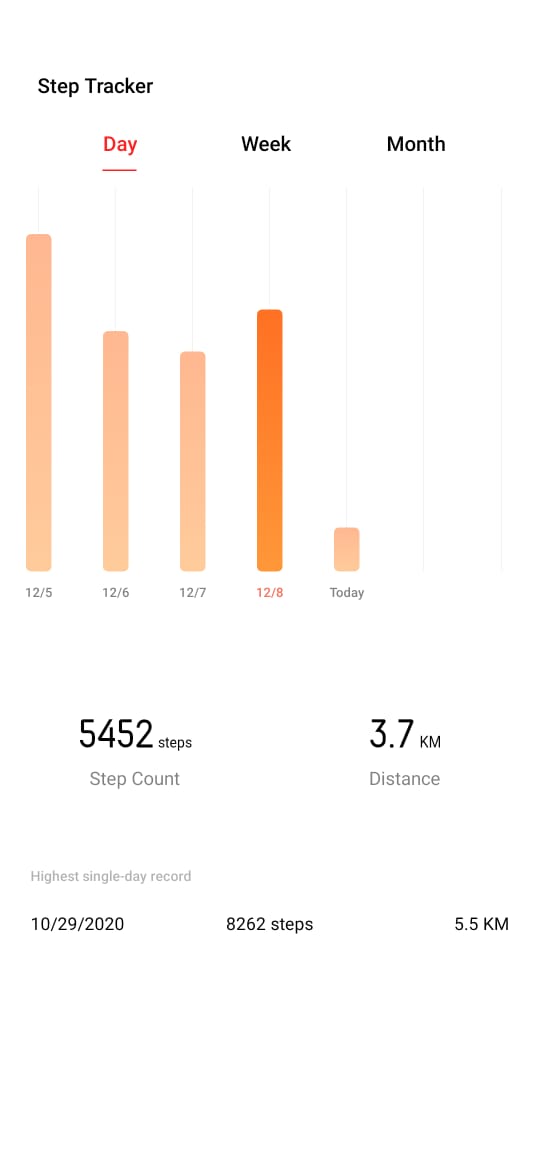 Step Tracker
Day Week Month
12/5 12/6 12/7 12/8 Today
5452 steps 3.7 KM
Step Count Distance
Highest single-day record
10/29/2020 8262 steps 5.5 KM